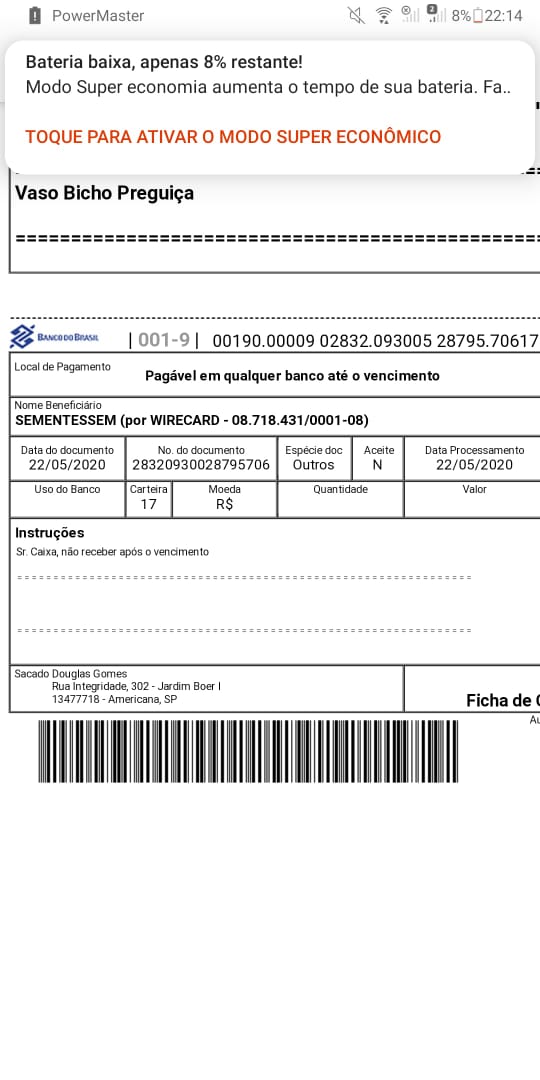 PowerMaster 2 8% 22:14
Bateria baixa, apenas 8% restante!
Modo Super economia aumenta o tempo de sua bateria. Fa..
TOQUE PARA ATIVAR O MODO SUPER ECONÔMICO
Vaso Bicho Preguiça
================================================
BANCO DO BRASIL | 001-9 | 00190.00009 02832.093005 28795.70617
Local de Pagamento
Pagável em qualquer banco até o vencimento
Nome Beneficiário
SEMENTESSEM (por WIRECARD - 08.718.431/0001-08)
Data do documento No. do documento Espécie doc Aceite Data Processamento
22/05/2020 28320930028795706 Outros N 22/05/2020
Uso do Banco Carteira Moeda Quantidade Valor
17 R$
Instruções
Sr. Caixa, não receber após o vencimento
Sacado Douglas Gomes
Rua Integridade, 302 - Jardim Boer I
13477718 - Americana, SP
Ficha de
Au